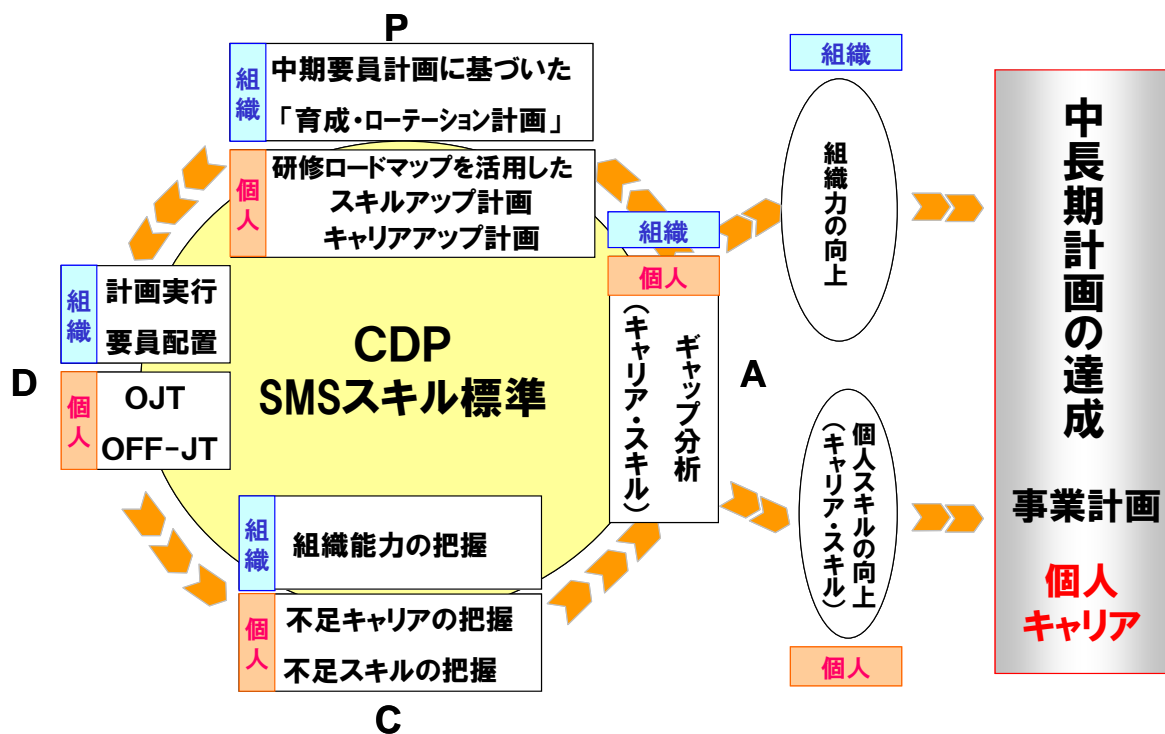 P
組織
中期要員計画に基づいた
「育成・ローテーション計画」
個人
研修ロードマップを活用した
スキルアップ計画
キャリアアップ計画
D
組織
計画実行
要員配置
個人
OJT
OFF-JT
CDP
SMSスキル標準
組織
組織能力の把握
個人
不足キャリアの把握
不足スキルの把握
C
組織
個人
ギャップ分析
（キャリア・スキル）
A
組織
組織力の向上
個人スキルの向上
（キャリア・スキル）
個人
中長期計画の達成
事業計画
個人
キャリア